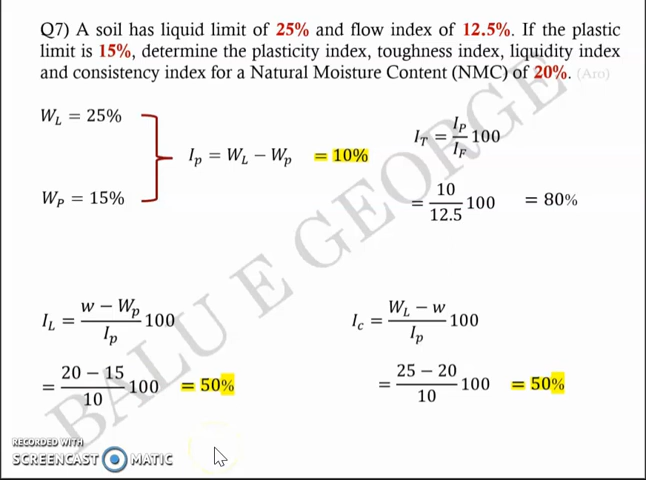 Q7) A soil has liquid limit of 25% and flow index of 12.5%. If the plastic
limit is 15%, determine the plasticity index, toughness index, liquidity index
and consistency index for a Natural Moisture Content (NMC) of 20%. (Aro)
W_L = 25%
I_p = W_L − W_p = 10%
W_P = 15%
I_T = I_P/I_F 100
= 10/12.5 100 = 80%
I_L = (w − W_p)/I_p 100
= (20 − 15)/10 100 = 50%
I_c = (W_L − w)/I_p 100
= (25 − 20)/10 100 = 50%
BALU E GEORGE
RECORDED WITH
SCREENCAST MATIC